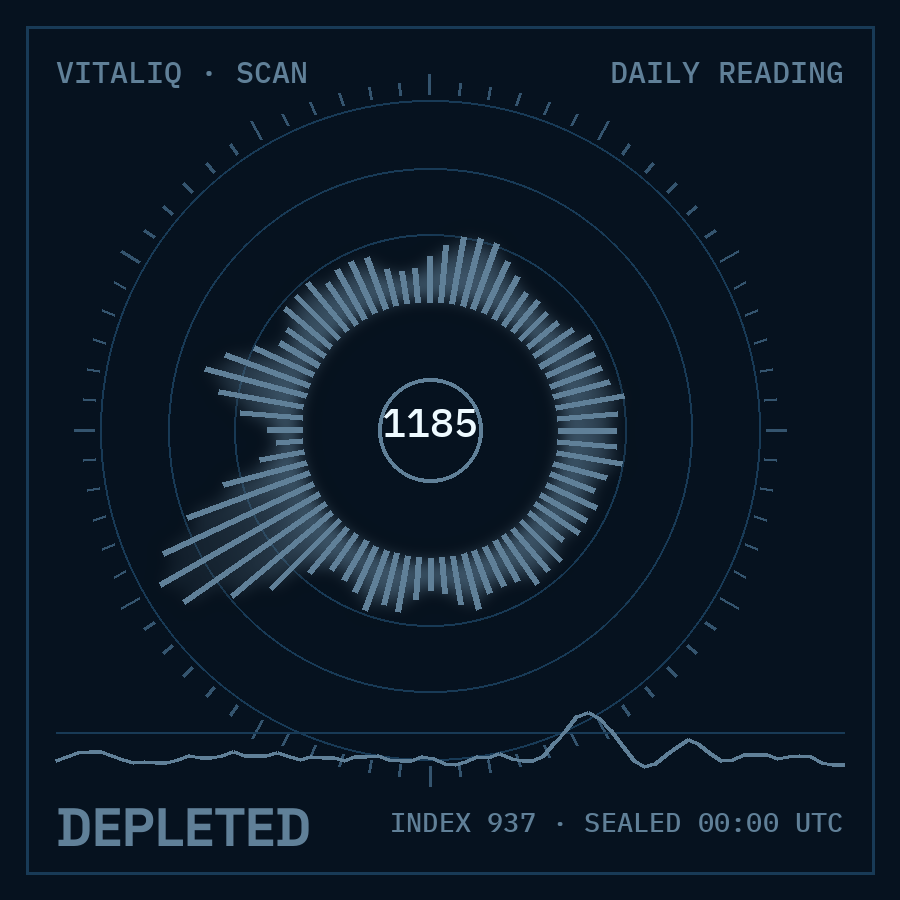 VITALIQ · SCAN
DAILY READING
1185
DEPLETED
INDEX 937 · SEALED 00:00 UTC